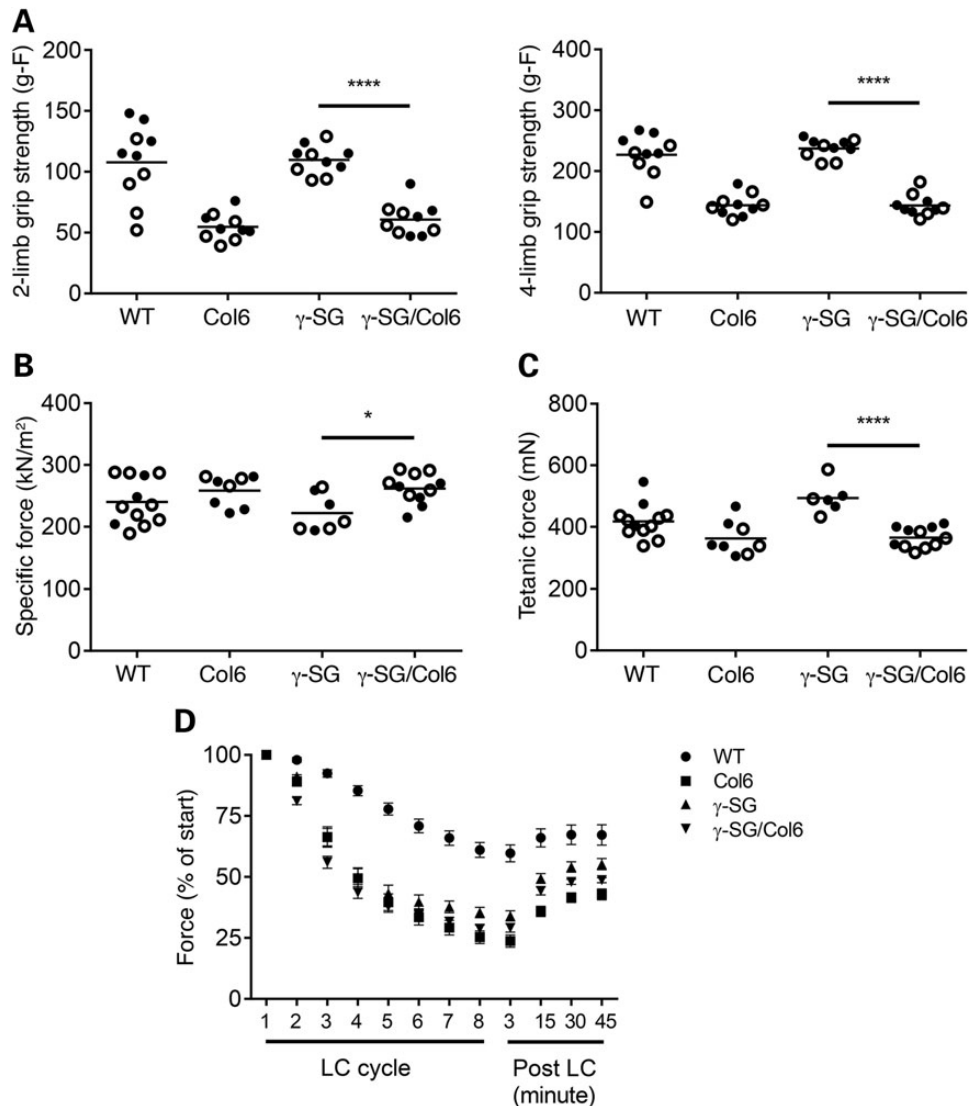 A
2-limb grip strength (g-F)
200
150
100
50
0
****
WT Col6 γ-SG γ-SG/Col6
4-limb grip strength (g-F)
400
300
200
100
0
****
WT Col6 γ-SG γ-SG/Col6
B
Specific force (kN/m²)
400
300
200
100
0
*
WT Col6 γ-SG γ-SG/Col6
C
Tetanic force (mN)
800
600
400
200
0
****
WT Col6 γ-SG γ-SG/Col6
D
Force (% of start)
100
75
50
25
0
1 2 3 4 5 6 7 8 3 15 30 45
LC cycle
Post LC
(minute)
WT
Col6
γ-SG
γ-SG/Col6